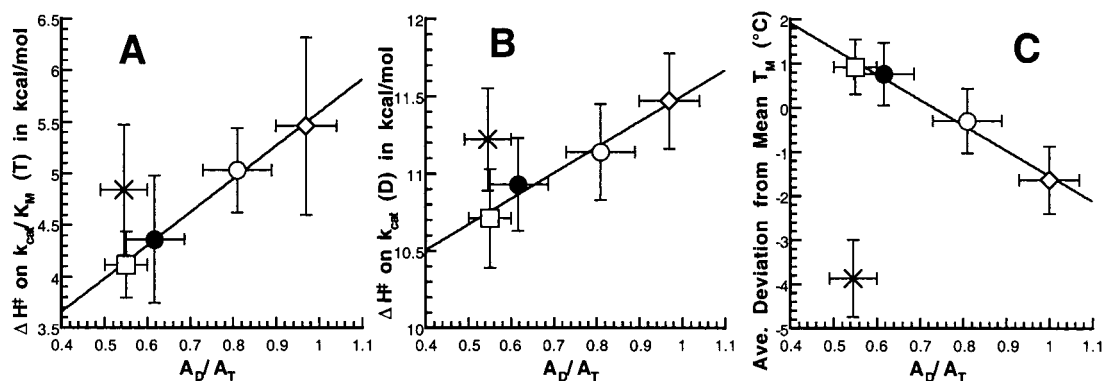 A
ΔH‡ on kcat/KM (T) in kcal/mol
6.5
6
5.5
5
4.5
4
3.5
0.4 0.5 0.6 0.7 0.8 0.9 1 1.1
AD/AT
B
ΔH‡ on kcat (D) in kcal/mol
12
11.5
11
10.5
10
0.4 0.5 0.6 0.7 0.8 0.9 1 1.1
AD/AT
C
Ave. Deviation from Mean TM (°C)
2
1
0
-1
-2
-3
-4
-5
0.4 0.5 0.6 0.7 0.8 0.9 1 1.1
AD/AT